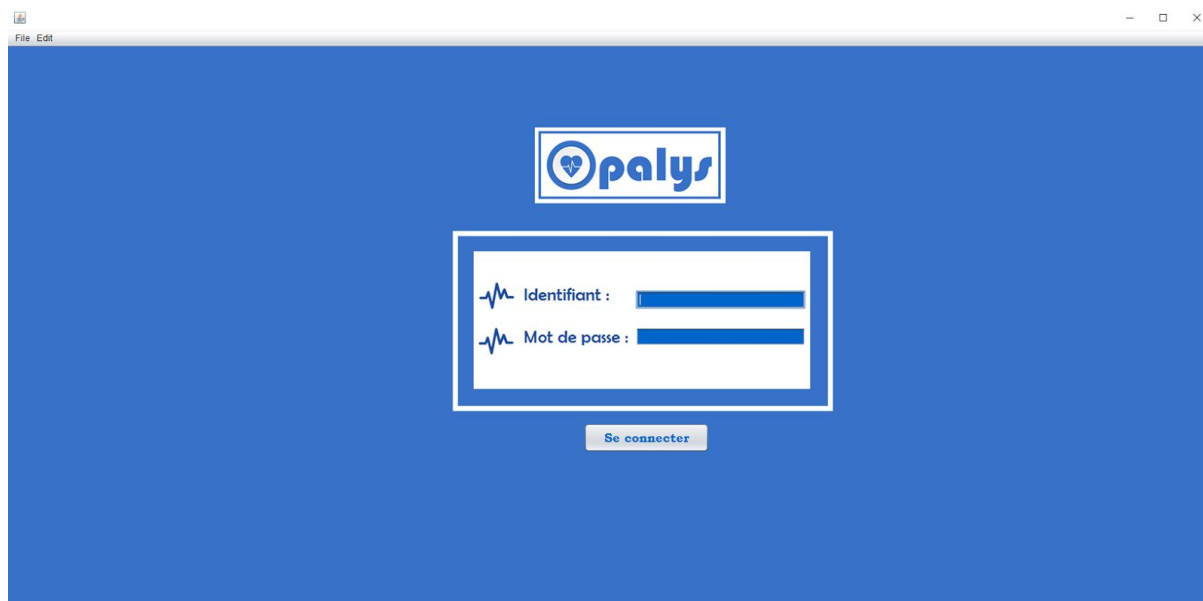 File Edit
Opalys
Identifiant :
Mot de passe :
Se connecter